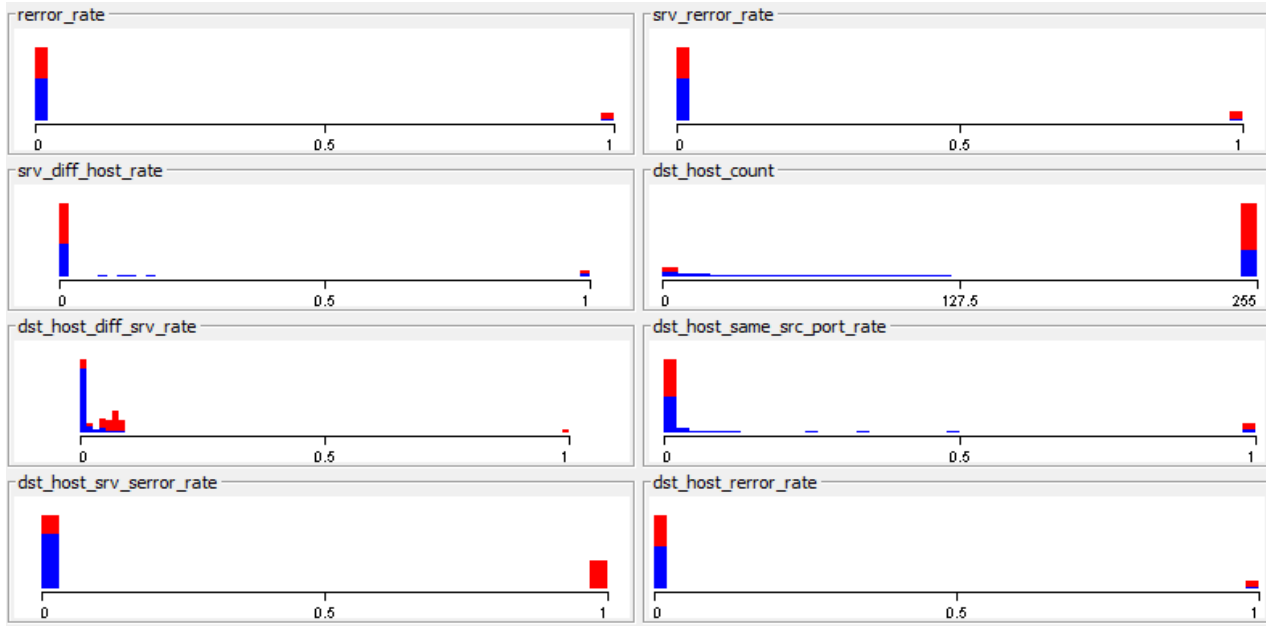 rerror_rate
0 0.5 1
srv_rerror_rate
0 0.5 1
srv_diff_host_rate
0 0.5 1
dst_host_count
0 127.5 255
dst_host_diff_srv_rate
0 0.5 1
dst_host_same_src_port_rate
0 0.5 1
dst_host_srv_serror_rate
0 0.5 1
dst_host_rerror_rate
0 0.5 1